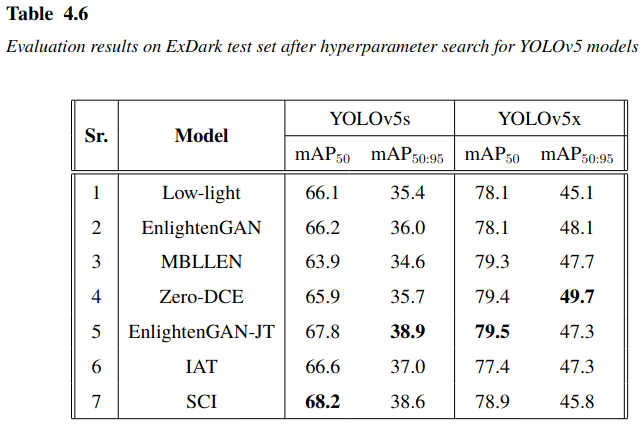 Table 4.6
Evaluation results on ExDark test set after hyperparameter search for YOLOv5 models
Sr. Model YOLOv5s YOLOv5x
mAP50 mAP50:95 mAP50 mAP50:95
1 Low-light 66.1 35.4 78.1 45.1
2 EnlightenGAN 66.2 36.0 78.1 48.1
3 MBLLEN 63.9 34.6 79.3 47.7
4 Zero-DCE 65.9 35.7 79.4 49.7
5 EnlightenGAN-JT 67.8 38.9 79.5 47.3
6 IAT 66.6 37.0 77.4 47.3
7 SCI 68.2 38.6 78.9 45.8